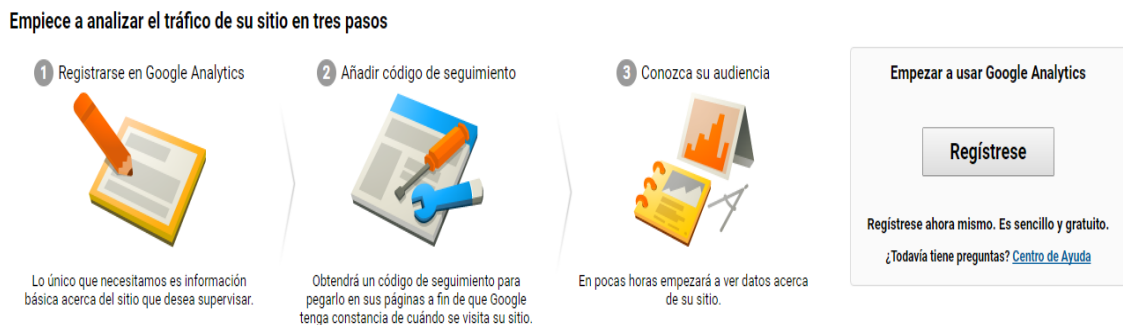 Empiece a analizar el tráfico de su sitio en tres pasos
1 Registrarse en Google Analytics
Lo único que necesitamos es información
básica acerca del sitio que desea supervisar.
2 Añadir código de seguimiento
Obtendrá un código de seguimiento para
pegarlo en sus páginas a fin de que Google
tenga constancia de cuándo se visita su sitio.
3 Conozca su audiencia
En pocas horas empezará a ver datos acerca
de su sitio.
Empezar a usar Google Analytics
Regístrese
Regístrese ahora mismo. Es sencillo y gratuito.
¿Todavía tiene preguntas? Centro de Ayuda